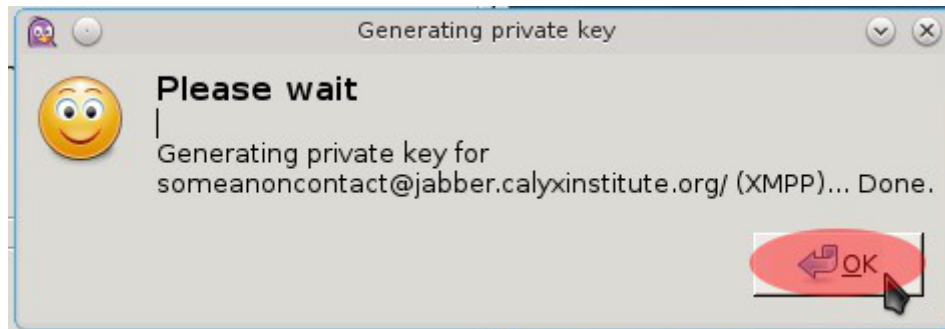 Generating private key
Please wait
Generating private key for
someanoncontact@jabber.calyxinstitute.org/ (XMPP)... Done.
OK